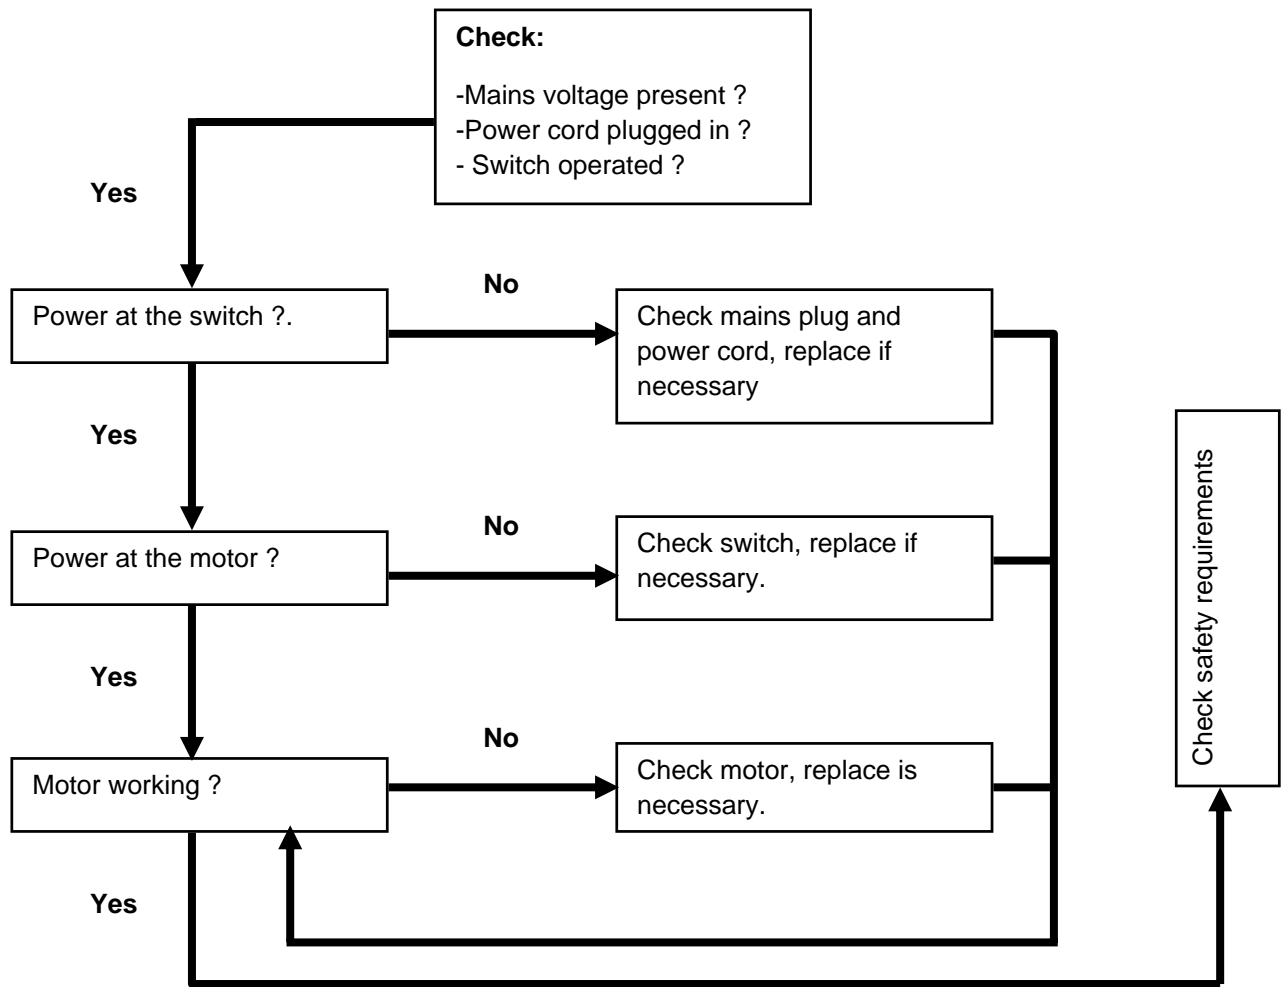 Check:
-Mains voltage present ?
-Power cord plugged in ?
- Switch operated ?
Yes
No
Power at the switch ?.
Check mains plug and
power cord, replace if
necessary
Yes
No
Power at the motor ?
Check switch, replace if
necessary.
Check safety requirements
Yes
No
Motor working ?
Check motor, replace is
necessary.
Yes